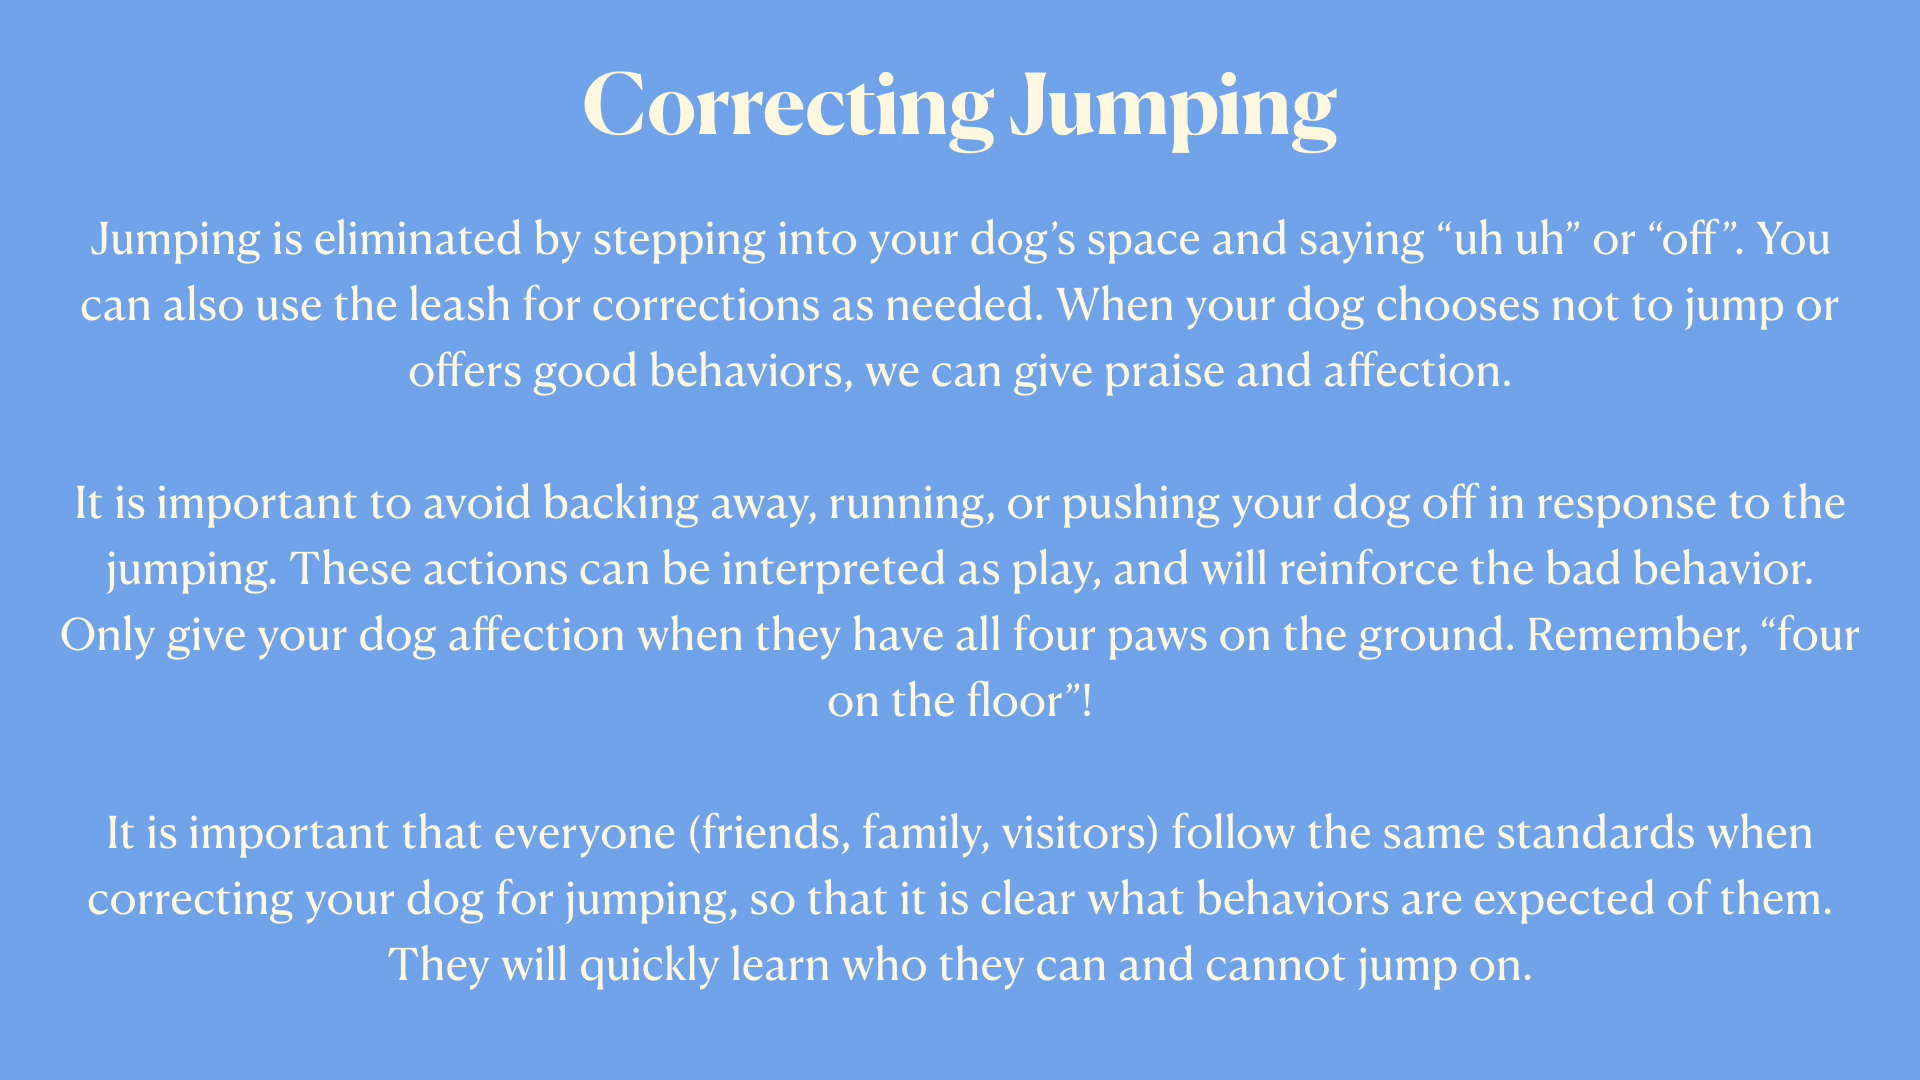 Correcting Jumping
Jumping is eliminated by stepping into your dog’s space and saying “uh uh” or “off”. You
can also use the leash for corrections as needed. When your dog chooses not to jump or
offers good behaviors, we can give praise and affection.
It is important to avoid backing away, running, or pushing your dog off in response to the
jumping. These actions can be interpreted as play, and will reinforce the bad behavior.
Only give your dog affection when they have all four paws on the ground. Remember, “four
on the floor”!
It is important that everyone (friends, family, visitors) follow the same standards when
correcting your dog for jumping, so that it is clear what behaviors are expected of them.
They will quickly learn who they can and cannot jump on.